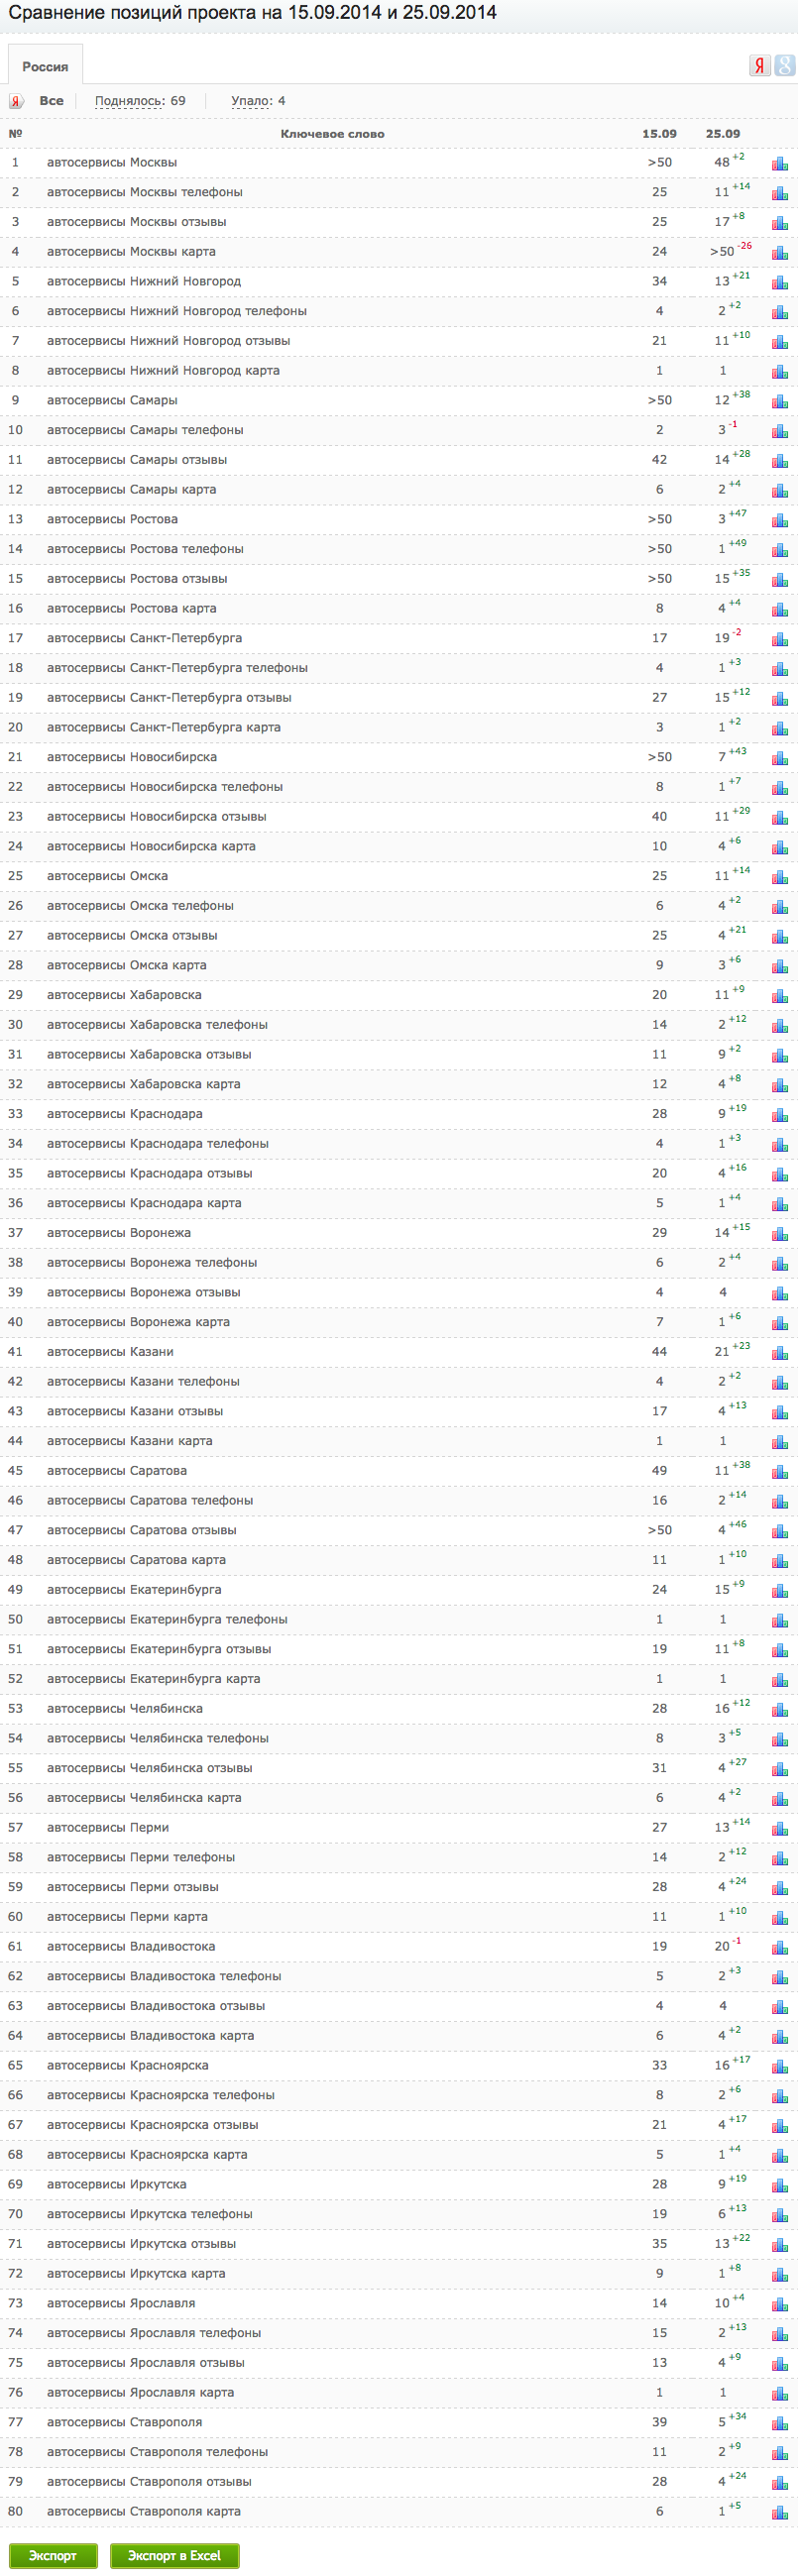 Сравнение позиций проекта на 15.09.2014 и 25.09.2014
Россия
Я g
Я Все Поднялось: 69 Упало: 4
№ Ключевое слово 15.09 25.09
1 автосервисы Москвы >50 48 +2
2 автосервисы Москвы телефоны 25 11 +14
3 автосервисы Москвы отзывы 25 17 +8
4 автосервисы Москвы карта 24 >50 -26
5 автосервисы Нижний Новгород 34 13 +21
6 автосервисы Нижний Новгород телефоны 4 2 +2
7 автосервисы Нижний Новгород отзывы 21 11 +10
8 автосервисы Нижний Новгород карта 1 1
9 автосервисы Самары >50 12 +38
10 автосервисы Самары телефоны 2 3 -1
11 автосервисы Самары отзывы 42 14 +28
12 автосервисы Самары карта 6 2 +4
13 автосервисы Ростова >50 3 +47
14 автосервисы Ростова телефоны >50 1 +49
15 автосервисы Ростова отзывы >50 15 +35
16 автосервисы Ростова карта 8 4 +4
17 автосервисы Санкт-Петербурга 17 19 -2
18 автосервисы Санкт-Петербурга телефоны 4 1 +3
19 автосервисы Санкт-Петербурга отзывы 27 15 +12
20 автосервисы Санкт-Петербурга карта 3 1 +2
21 автосервисы Новосибирска >50 7 +43
22 автосервисы Новосибирска телефоны 8 1 +7
23 автосервисы Новосибирска отзывы 40 11 +29
24 автосервисы Новосибирска карта 10 4 +6
25 автосервисы Омска 25 11 +14
26 автосервисы Омска телефоны 6 4 +2
27 автосервисы Омска отзывы 25 4 +21
28 автосервисы Омска карта 9 3 +6
29 автосервисы Хабаровска 20 11 +9
30 автосервисы Хабаровска телефоны 14 2 +12
31 автосервисы Хабаровска отзывы 11 9 +2
32 автосервисы Хабаровска карта 12 4 +8
33 автосервисы Краснодара 28 9 +19
34 автосервисы Краснодара телефоны 4 1 +3
35 автосервисы Краснодара отзывы 20 4 +16
36 автосервисы Краснодара карта 5 1 +4
37 автосервисы Воронежа 29 14 +15
38 автосервисы Воронежа телефоны 6 2 +4
39 автосервисы Воронежа отзывы 4 4
40 автосервисы Воронежа карта 7 1 +6
41 автосервисы Казани 44 21 +23
42 автосервисы Казани телефоны 4 2 +2
43 автосервисы Казани отзывы 17 4 +13
44 автосервисы Казани карта 1 1
45 автосервисы Саратова 49 11 +38
46 автосервисы Саратова телефоны 16 2 +14
47 автосервисы Саратова отзывы >50 4 +46
48 автосервисы Саратова карта 11 1 +10
49 автосервисы Екатеринбурга 24 15 +9
50 автосервисы Екатеринбурга телефоны 1 1
51 автосервисы Екатеринбурга отзывы 19 11 +8
52 автосервисы Екатеринбурга карта 1 1
53 автосервисы Челябинска 28 16 +12
54 автосервисы Челябинска телефоны 8 3 +5
55 автосервисы Челябинска отзывы 31 4 +27
56 автосервисы Челябинска карта 6 4 +2
57 автосервисы Перми 27 13 +14
58 автосервисы Перми телефоны 14 2 +12
59 автосервисы Перми отзывы 28 4 +24
60 автосервисы Перми карта 11 1 +10
61 автосервисы Владивостока 19 20 -1
62 автосервисы Владивостока телефоны 5 2 +3
63 автосервисы Владивостока отзывы 4 4
64 автосервисы Владивостока карта 6 4 +2
65 автосервисы Красноярска 33 16 +17
66 автосервисы Красноярска телефоны 8 2 +6
67 автосервисы Красноярска отзывы 21 4 +17
68 автосервисы Красноярска карта 5 1 +4
69 автосервисы Иркутска 28 9 +19
70 автосервисы Иркутска телефоны 19 6 +13
71 автосервисы Иркутска отзывы 35 13 +22
72 автосервисы Иркутска карта 9 1 +8
73 автосервисы Ярославля 14 10 +4
74 автосервисы Ярославля телефоны 15 2 +13
75 автосервисы Ярославля отзывы 13 4 +9
76 автосервисы Ярославля карта 1 1
77 автосервисы Ставрополя 39 5 +34
78 автосервисы Ставрополя телефоны 11 2 +9
79 автосервисы Ставрополя отзывы 28 4 +24
80 автосервисы Ставрополя карта 6 1 +5
Экспорт Экспорт в Excel